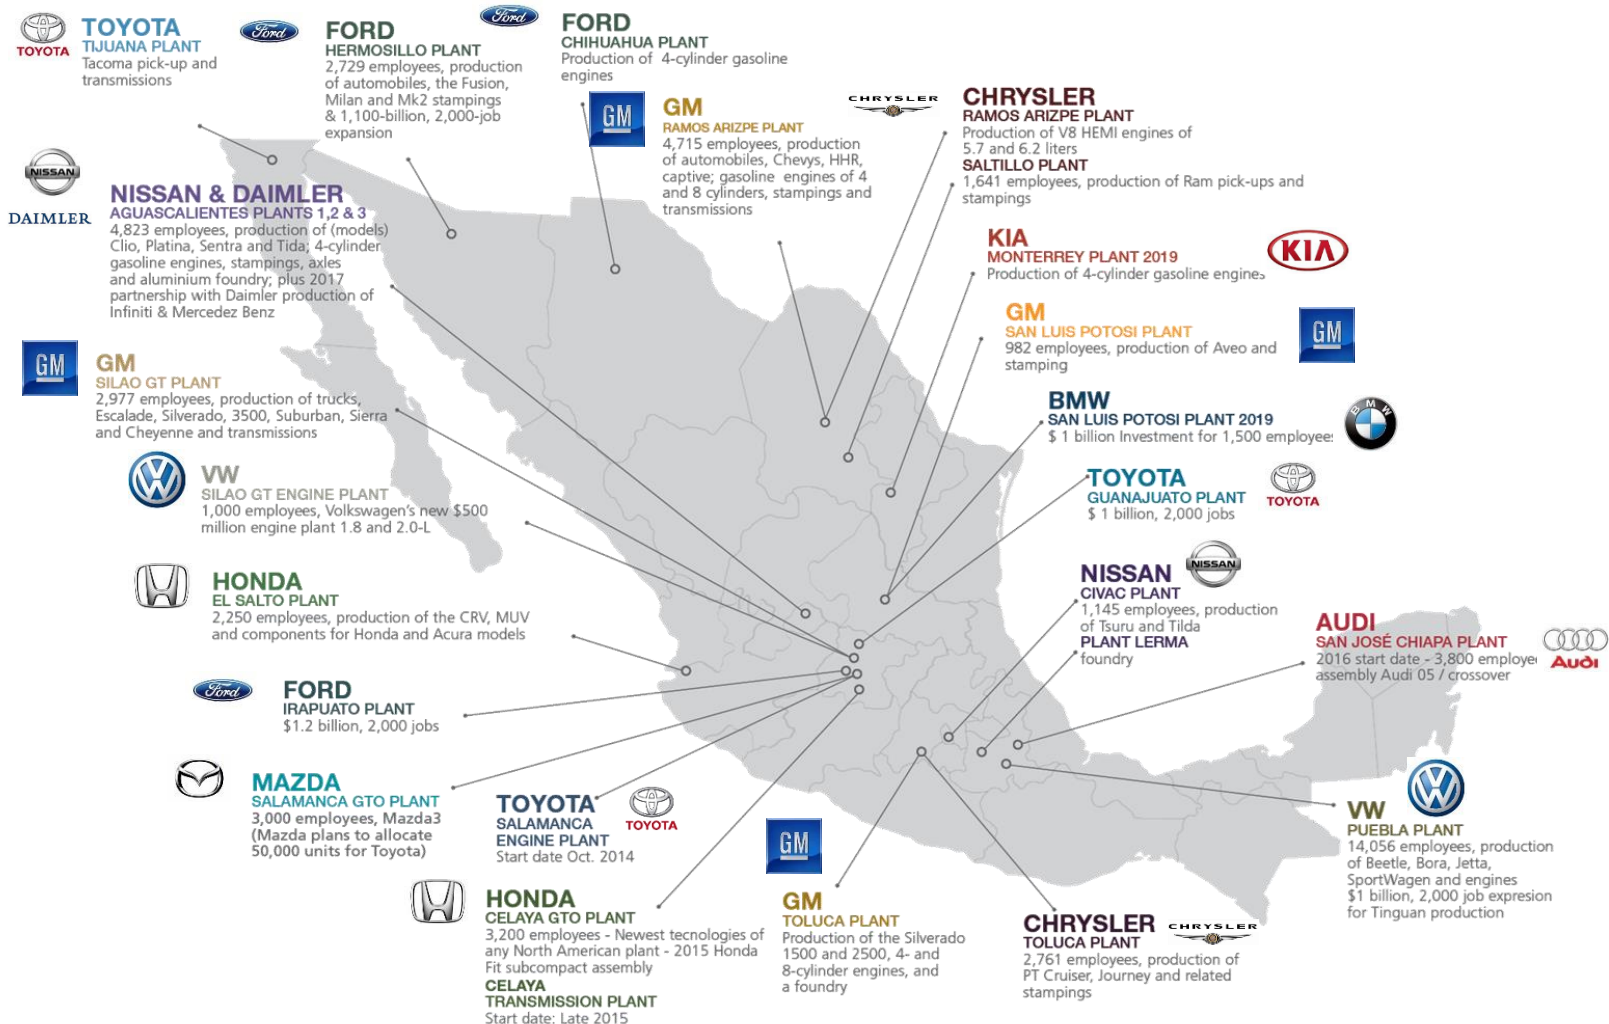 TOYOTA
TOYOTA
TIJUANA PLANT
Tacoma pick-up and
transmissions
Ford
FORD
HERMOSILLO PLANT
2,729 employees, production
of automobiles, the Fusion,
Milan and Mk2 stampings
& 1,100-billion, 2,000-job
expansion
Ford
FORD
CHIHUAHUA PLANT
Production of 4-cylinder gasoline
engines
GM
GM
RAMOS ARIZPE PLANT
4,715 employees, production
of automobiles, Chevys, HHR,
captive; gasoline engines of 4
and 8 cylinders, stampings and
transmissions
CHRYSLER
CHRYSLER
RAMOS ARIZPE PLANT
Production of V8 HEMI engines of
5.7 and 6.2 liters
SALTILLO PLANT
1,641 employees, production of Ram pick-ups and
stampings
NISSAN
DAIMLER
NISSAN & DAIMLER
AGUASCALIENTES PLANTS 1,2 & 3
4,823 employees, production of (models)
Clio, Platina, Sentra and Tida; 4-cylinder
gasoline engines, stampings, axles
and aluminium foundry; plus 2017
partnership with Daimler production of
Infiniti & Mercedez Benz
KIA
MONTERREY PLANT 2019
Production of 4-cylinder gasoline engines
KIA
GM
SAN LUIS POTOSI PLANT
982 employees, production of Aveo and
stamping
GM
GM
GM
SILAO GT PLANT
2,977 employees, production of trucks,
Escalade, Silverado, 3500, Suburban, Sierra
and Cheyenne and transmissions
BMW
SAN LUIS POTOSI PLANT 2019
$ 1 billion Investment for 1,500 employees
BMW
VW
SILAO GT ENGINE PLANT
1,000 employees, Volkswagen's new $500
million engine plant 1.8 and 2.0-L
TOYOTA
GUANAJUATO PLANT
$ 1 billion, 2,000 jobs
TOYOTA
HONDA
EL SALTO PLANT
2,250 employees, production of the CRV, MUV
and components for Honda and Acura models
NISSAN
CIVAC PLANT
1,145 employees, production
of Tsuru and Tilda
PLANT LERMA
foundry
NISSAN
AUDI
SAN JOSÉ CHIAPA PLANT
2016 start date - 3,800 employe
assembly Audi 05 / crossover
Audi
Ford
FORD
IRAPUATO PLANT
$1.2 billion, 2,000 jobs
MAZDA
SALAMANCA GTO PLANT
3,000 employees, Mazda3
(Mazda plans to allocate
50,000 units for Toyota)
TOYOTA
SALAMANCA
ENGINE PLANT
Start date Oct. 2014
TOYOTA
VW
PUEBLA PLANT
14,056 employees, production
of Beetle, Bora, Jetta,
SportWagen and engines
$1 billion, 2,000 job expresion
for Tinguan production
HONDA
CELAYA GTO PLANT
3,200 employees - Newest tecnologies of
any North American plant - 2015 Honda
Fit subcompact assembly
CELAYA
TRANSMISSION PLANT
Start date: Late 2015
GM
GM
TOLUCA PLANT
Production of the Silverado
1500 and 2500, 4- and
8-cylinder engines, and
a foundry
CHRYSLER
TOLUCA PLANT
2,761 employees, production of
PT Cruiser, Journey and related
stampings
CHRYSLER